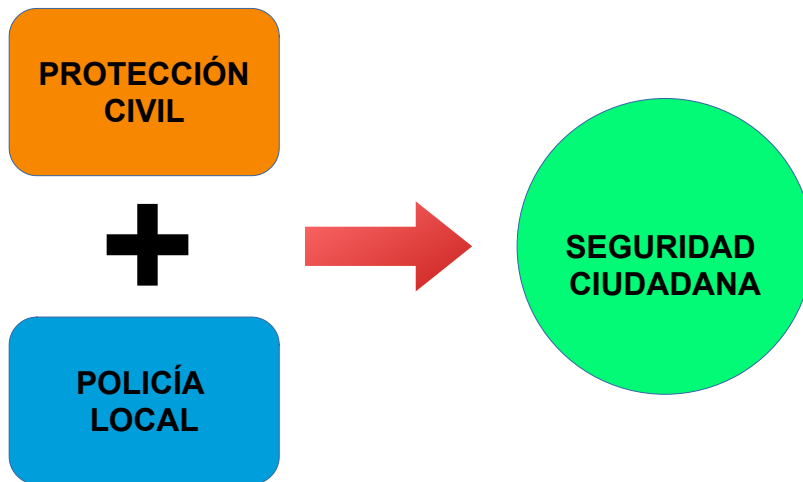 PROTECCIÓN
CIVIL
POLICÍA
LOCAL
SEGURIDAD
CIUDADANA